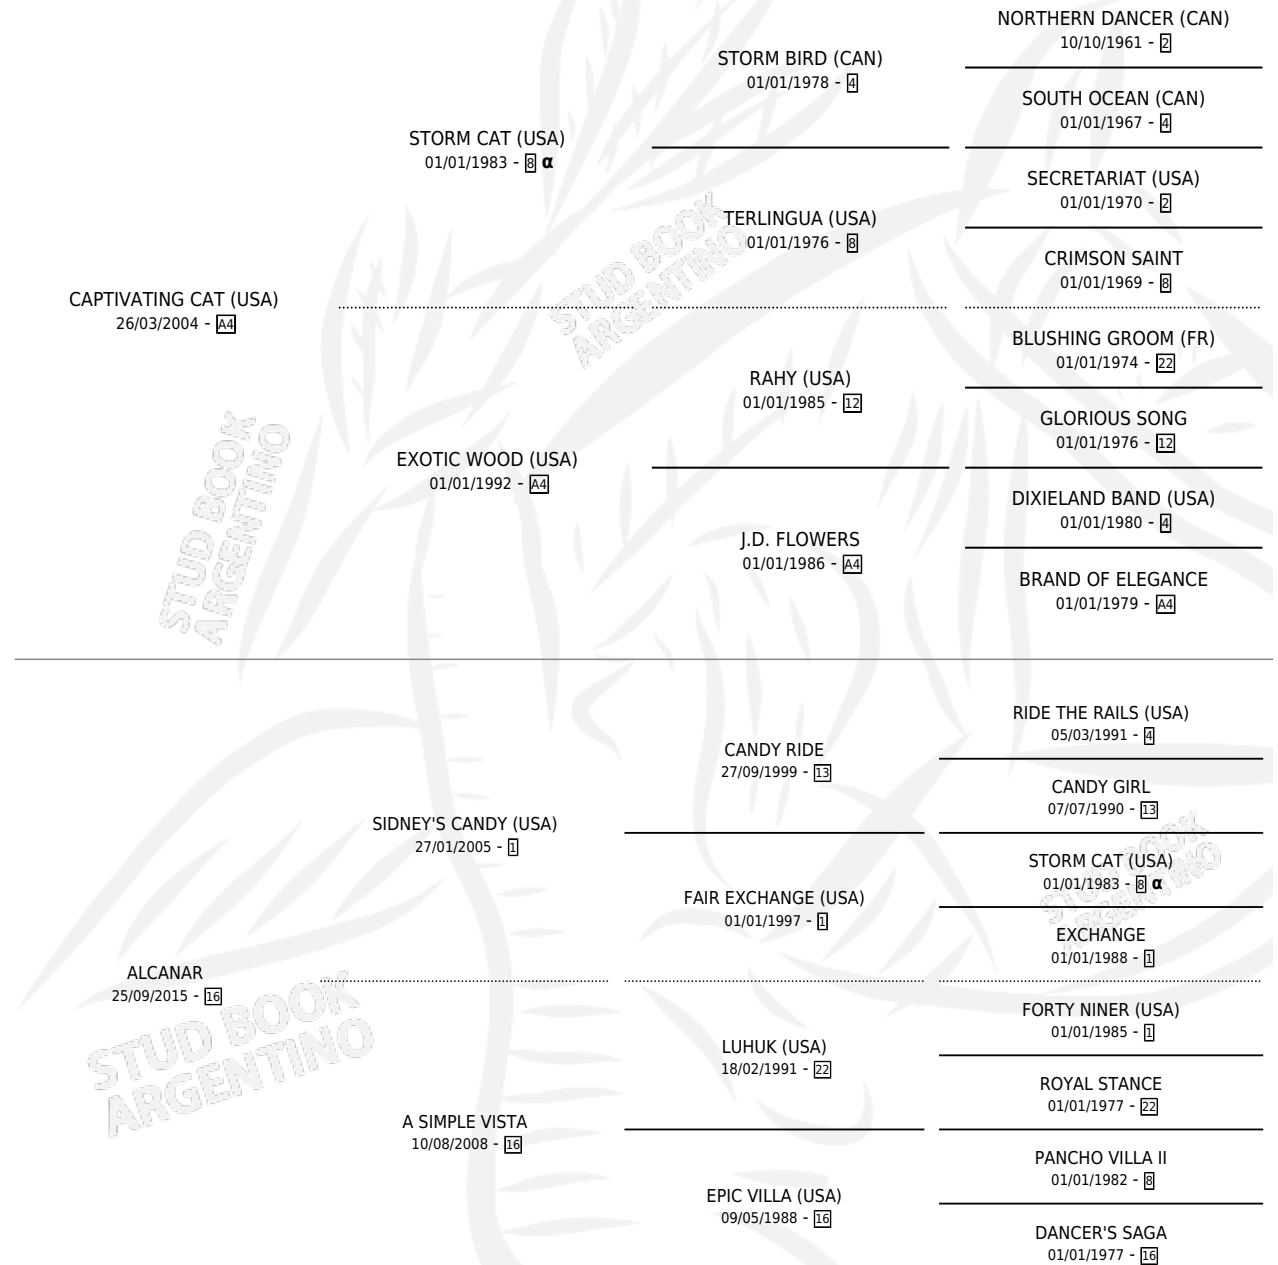 NORTHERN DANCER (CAN)
10/10/1961 - 2
STORM BIRD (CAN)
01/01/1978 - 4
SOUTH OCEAN (CAN)
01/01/1967 - 4
STORM CAT (USA)
01/01/1983 - 8 α
SECRETARIAT (USA)
01/01/1970 - 2
TERLINGUA (USA)
01/01/1976 - 8
CRIMSON SAINT
01/01/1969 - 8
CAPTIVATING CAT (USA)
26/03/2004 - A4
BLUSHING GROOM (FR)
01/01/1974 - 22
RAHY (USA)
01/01/1985 - 12
GLORIOUS SONG
01/01/1976 - 12
EXOTIC WOOD (USA)
01/01/1992 - A4
DIXIELAND BAND (USA)
01/01/1980 - 4
J.D. FLOWERS
01/01/1986 - A4
BRAND OF ELEGANCE
01/01/1979 - A4
RIDE THE RAILS (USA)
05/03/1991 - 4
CANDY RIDE
27/09/1999 - 13
CANDY GIRL
07/07/1990 - 13
SIDNEY'S CANDY (USA)
27/01/2005 - 1
STORM CAT (USA)
01/01/1983 - 8 α
FAIR EXCHANGE (USA)
01/01/1997 - 1
EXCHANGE
01/01/1988 - 1
ALCANAR
25/09/2015 - 16
FORTY NINER (USA)
01/01/1985 - 1
LUHUK (USA)
18/02/1991 - 22
ROYAL STANCE
01/01/1977 - 22
A SIMPLE VISTA
10/08/2008 - 16
PANCHO VILLA II
01/01/1982 - 8
EPIC VILLA (USA)
09/05/1988 - 16
DANCER'S SAGA
01/01/1977 - 16
STUD BOOK
ARGENTINO
STUD BOOK
ARGENTINO
STUD BOOK
ARGENTINO
STUD BOOK
ARGENTINO